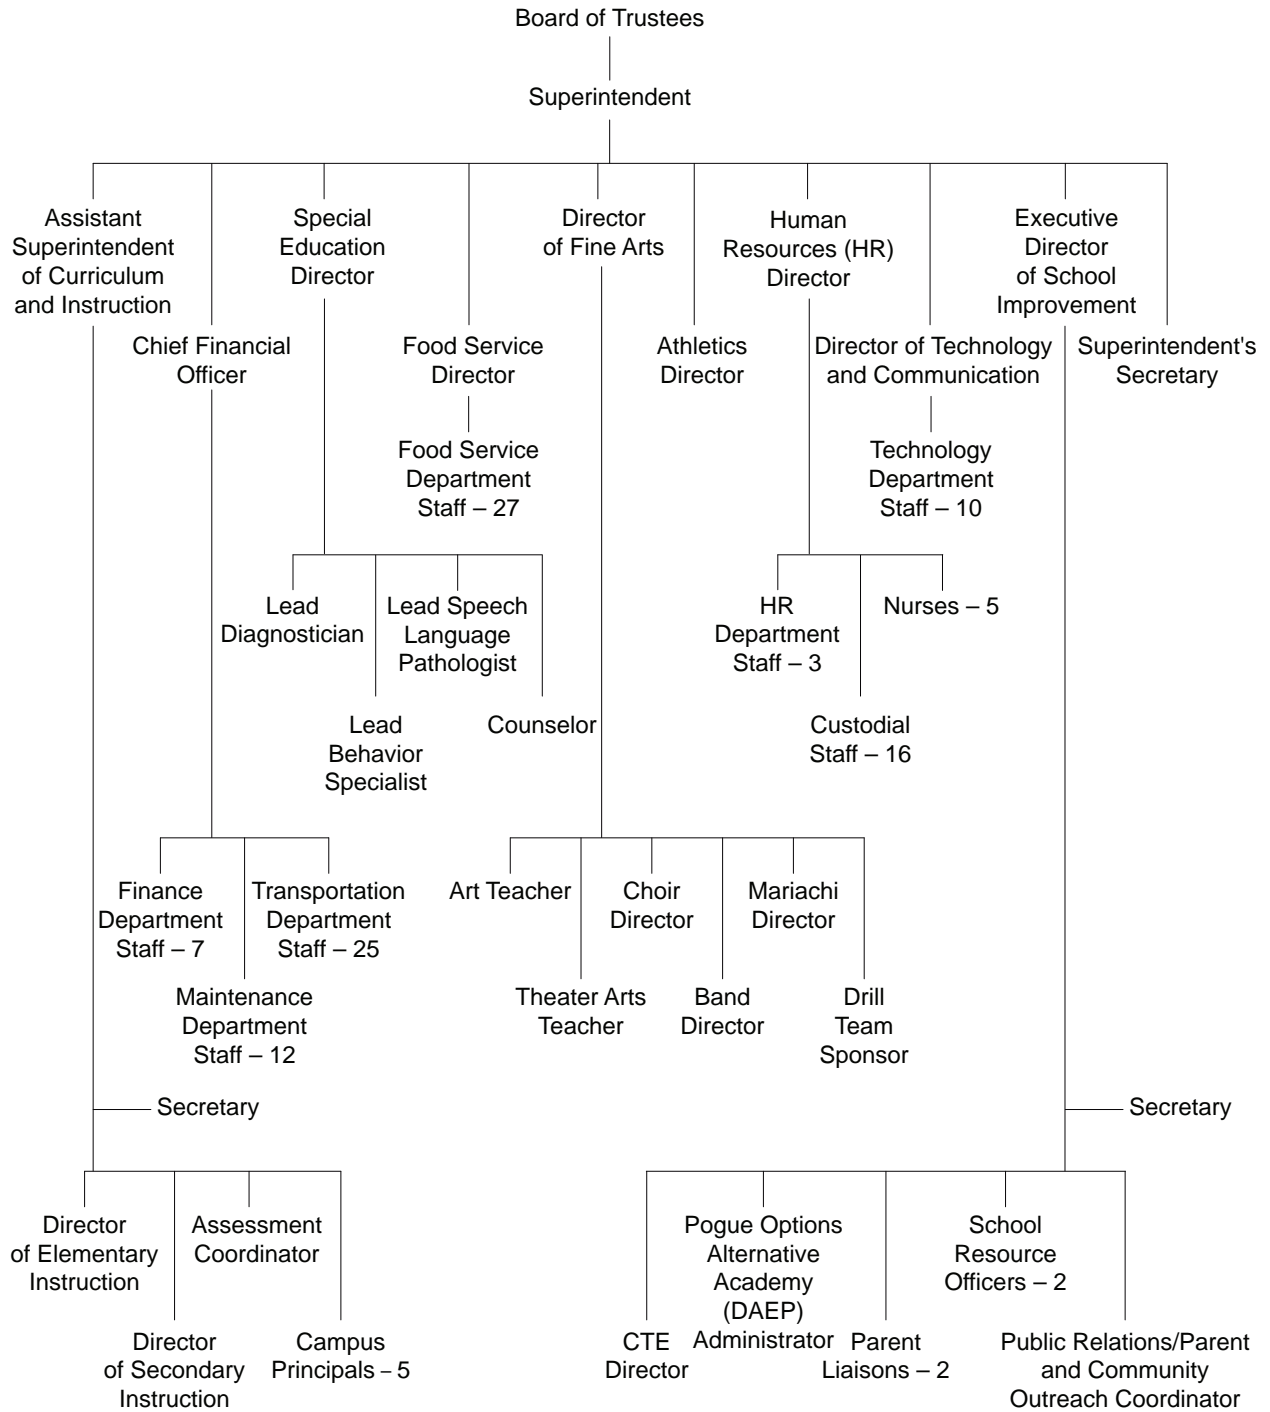 Board of Trustees
Superintendent
Assistant
Superintendent
of Curriculum
and Instruction
Special
Education
Director
Director
of Fine Arts
Human
Resources (HR)
Director
Executive
Director
of School
Improvement
Chief Financial
Officer
Food Service
Director
Athletics
Director
Director of Technology
and Communication
Superintendent's
Secretary
Food Service
Department
Staff – 27
Technology
Department
Staff – 10
Lead
Diagnostician
Lead Speech
Language
Pathologist
HR
Department
Staff – 3
Nurses – 5
Lead
Behavior
Specialist
Counselor
Custodial
Staff – 16
Finance
Department
Staff – 7
Transportation
Department
Staff – 25
Art Teacher
Choir
Director
Mariachi
Director
Maintenance
Department
Staff – 12
Theater Arts
Teacher
Band
Director
Drill
Team
Sponsor
Secretary
Secretary
Director
of Elementary
Instruction
Assessment
Coordinator
Pogue Options
Alternative
Academy
(DAEP)
Administrator
School
Resource
Officers – 2
Director
of Secondary
Instruction
Campus
Principals – 5
CTE
Director
Parent
Liaisons – 2
Public Relations/Parent
and Community
Outreach Coordinator